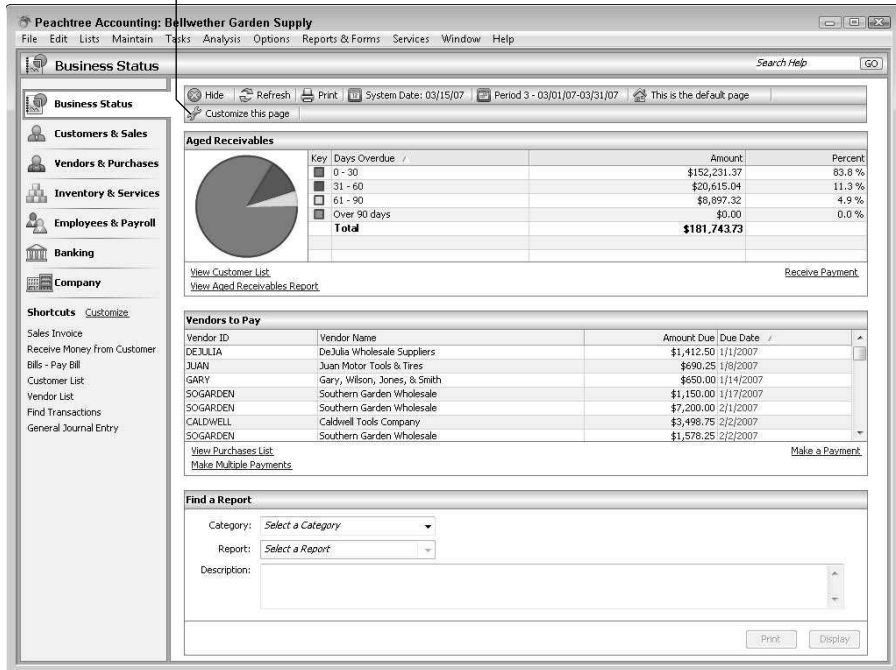 Peachtree Accounting: Bellwether Garden Supply
File Edit Lists Maintain Tasks Analysis Options Reports & Forms Services Window Help
Business Status
Search Help GO
Business Status
Customers & Sales
Vendors & Purchases
Inventory & Services
Employees & Payroll
Banking
Company
Shortcuts Customize
Sales Invoice
Receive Money from Customer
Bills - Pay Bill
Customer List
Vendor List
Find Transactions
General Journal Entry
Hide Refresh Print System Date: 03/15/07 Period 3 - 03/01/07-03/31/07 This is the default page
Customize this page
Aged Receivables
Key Days Overdue / Amount Percent
0 - 30 $152,231.37 83.8 %
31 - 60 $20,615.04 11.3 %
61 - 90 $8,897.32 4.9 %
Over 90 days $0.00 0.0 %
Total $181,743.73
View Customer List Receive Payment
View Aged Receivables Report
Vendors to Pay
Vendor ID Vendor Name Amount Due Due Date /
DEJULIA DeJulia Wholesale Suppliers $1,412.50 1/1/2007
JUAN Juan Motor Tools & Tires $690.25 1/8/2007
GARY Gary, Wilson, Jones, & Smith $650.00 1/14/2007
SOGARDEN Southern Garden Wholesale $1,150.00 1/17/2007
SOGARDEN Southern Garden Wholesale $7,200.00 2/1/2007
CALDWELL Caldwell Tools Company $3,498.75 2/2/2007
SOGARDEN Southern Garden Wholesale $1,578.25 2/2/2007
View Purchases List Make a Payment
Make Multiple Payments
Find a Report
Category: Select a Category
Report: Select a Report
Description:
Print Display